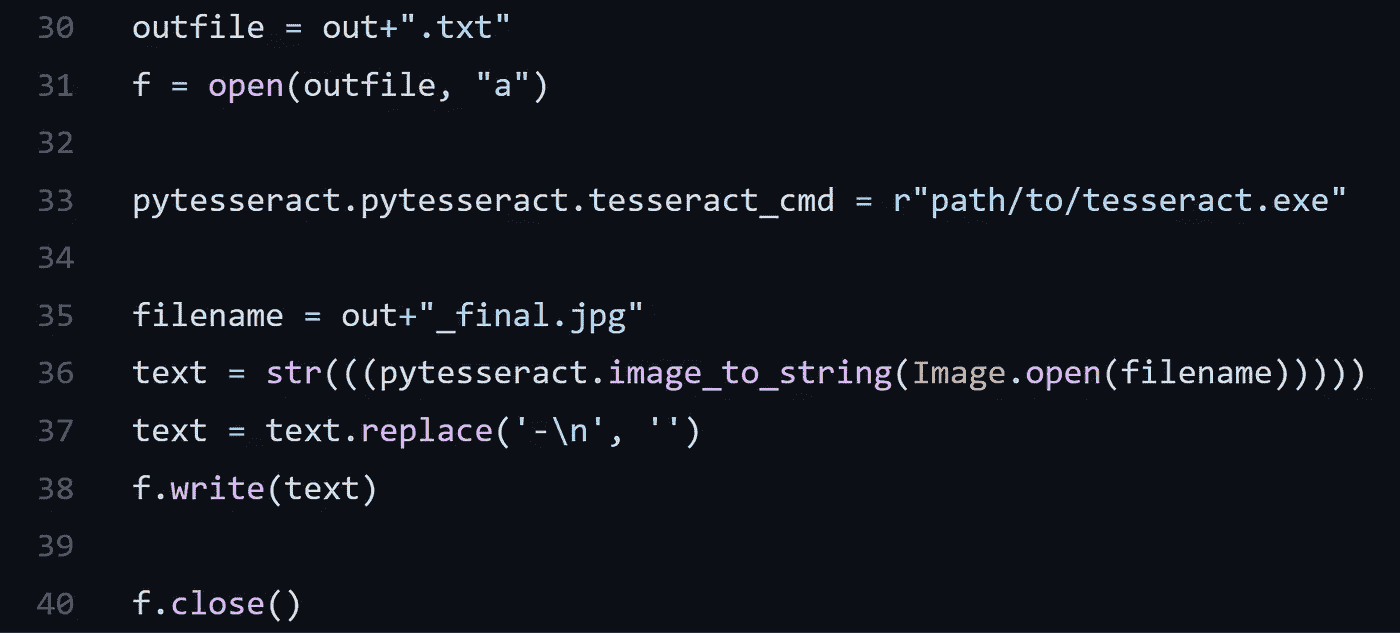 30 outfile = out+".txt"
31 f = open(outfile, "a")
32
33 pytesseract.pytesseract.tesseract_cmd = r"path/to/tesseract.exe"
34
35 filename = out+"_final.jpg"
36 text = str(((pytesseract.image_to_string(Image.open(filename)))))
37 text = text.replace('-\n', '')
38 f.write(text)
39
40 f.close()